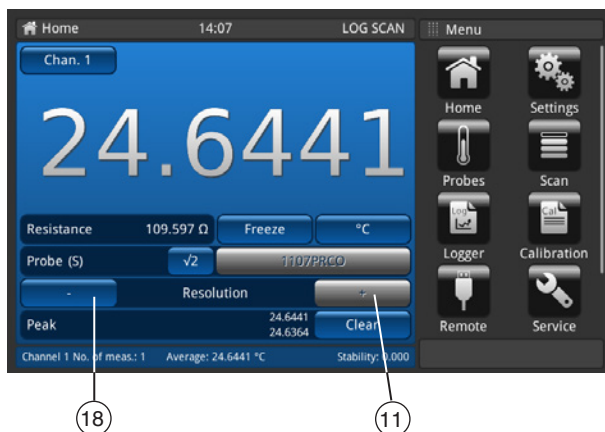 Home 14:07 LOG SCAN
Menu
Chan. 1
24.6441
Home Settings
Probes Scan
Resistance 109.597 Ω Freeze °C
Probe (S) √2 1107PRCO
Log Cal
Logger Calibration
- Resolution +
Peak 24.6441
24.6364 Clear
Remote Service
Channel 1 No. of meas.: 1 Average: 24.6441 °C Stability: 0.000
18 11